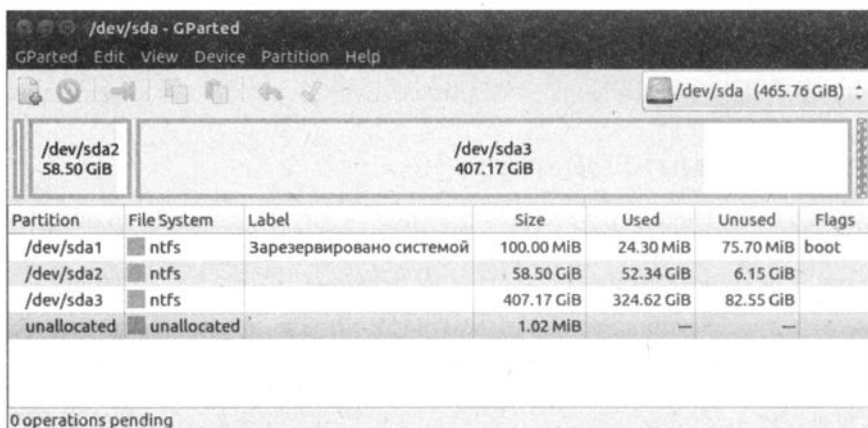 /dev/sda - GParted
GParted Edit View Device Partition Help
/dev/sda (465.76 GiB)
/dev/sda2
58.50 GiB
/dev/sda3
407.17 GiB
Partition File System Label Size Used Unused Flags
/dev/sda1 ntfs Зарезервировано системой 100.00 MiB 24.30 MiB 75.70 MiB boot
/dev/sda2 ntfs 58.50 GiB 52.34 GiB 6.15 GiB
/dev/sda3 ntfs 407.17 GiB 324.62 GiB 82.55 GiB
unallocated unallocated 1.02 MiB — —
0 operations pending